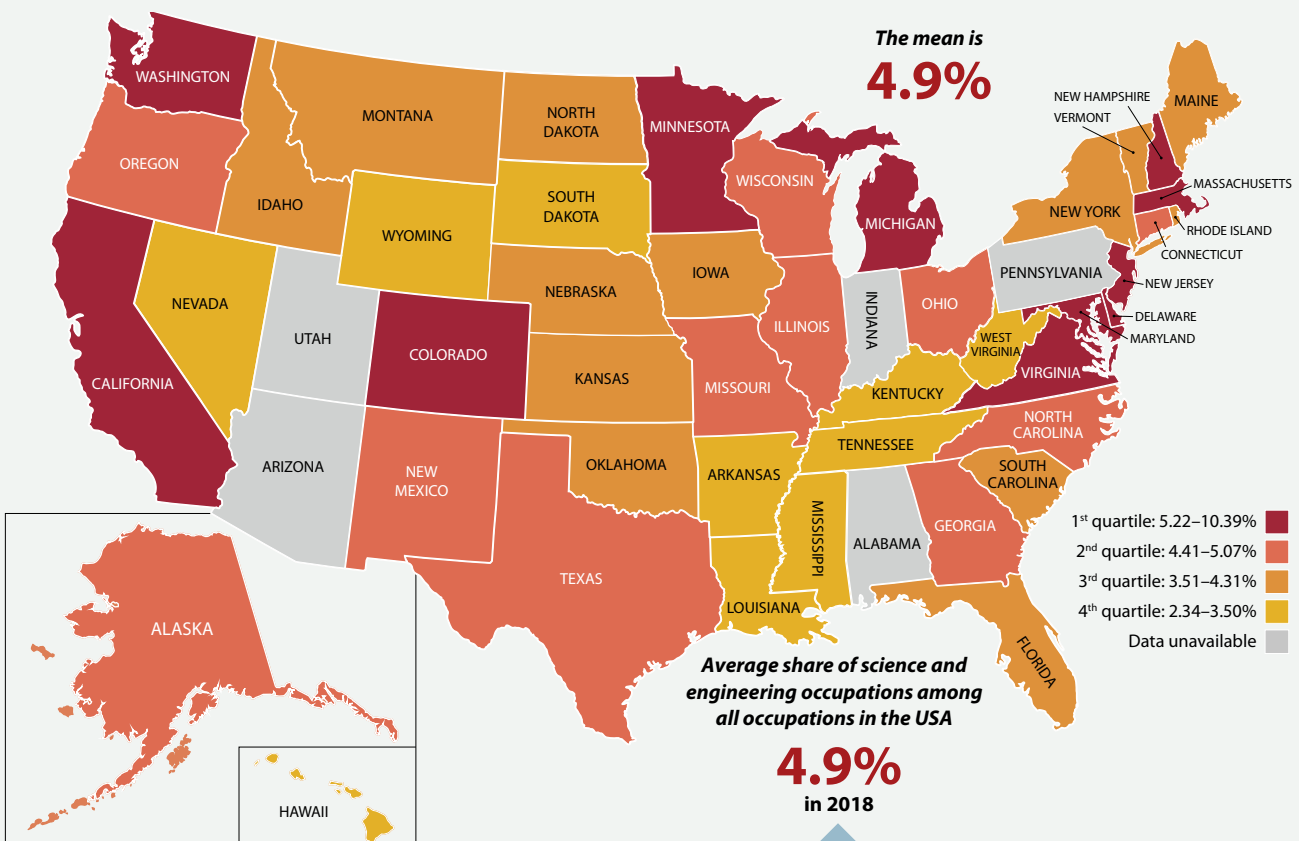 The mean is
4.9%
WASHINGTON
OREGON
CALIFORNIA
NEVADA
IDAHO
MONTANA
WYOMING
UTAH
COLORADO
ARIZONA
NEW
MEXICO
NORTH
DAKOTA
SOUTH
DAKOTA
NEBRASKA
KANSAS
OKLAHOMA
TEXAS
MINNESOTA
IOWA
MISSOURI
ARKANSAS
LOUISIANA
WISCONSIN
ILLINOIS
MICHIGAN
INDIANA
OHIO
KENTUCKY
TENNESSEE
MISSISSIPPI
ALABAMA
GEORGIA
FLORIDA
SOUTH
CAROLINA
NORTH
CAROLINA
VIRGINIA
WEST
VIRGINIA
PENNSYLVANIA
NEW YORK
NEW HAMPSHIRE
VERMONT
MAINE
MASSACHUSETTS
RHODE ISLAND
CONNECTICUT
NEW JERSEY
DELAWARE
MARYLAND
ALASKA
HAWAII
1st quartile: 5.22–10.39%
2nd quartile: 4.41–5.07%
3rd quartile: 3.51–4.31%
4th quartile: 2.34–3.50%
Data unavailable
Average share of science and
engineering occupations among
all occupations in the USA
4.9%
in 2018